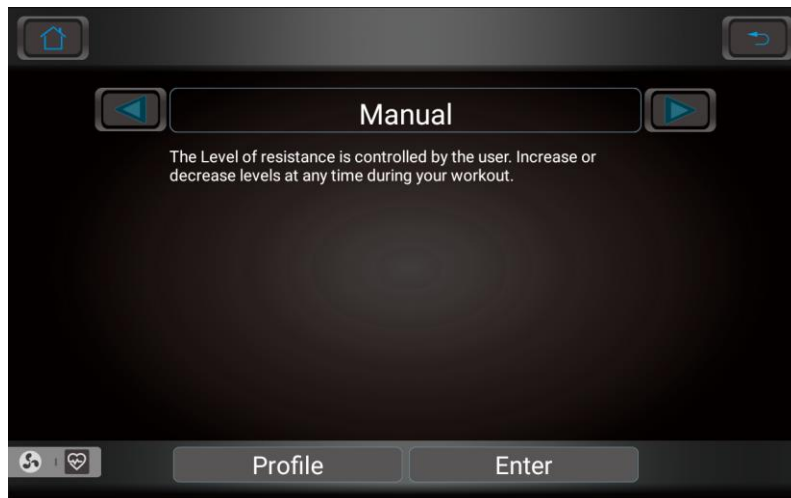 Manual
The Level of resistance is controlled by the user. Increase or
decrease levels at any time during your workout.
Profile
Enter